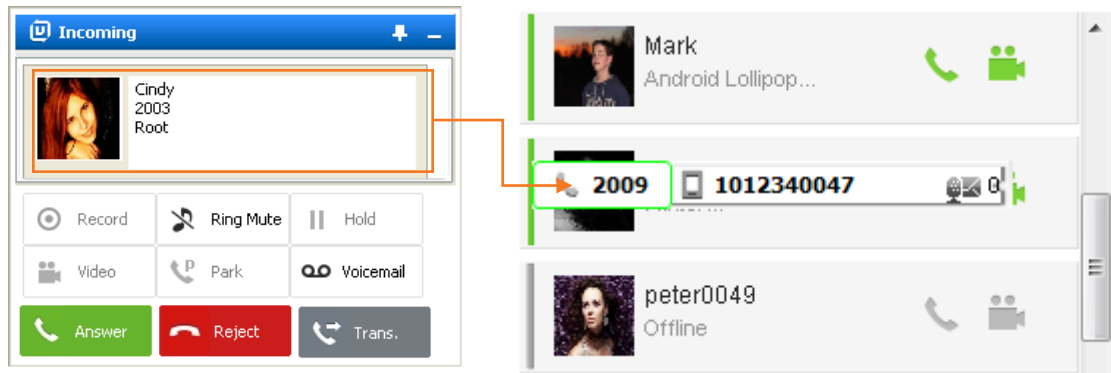 Incoming
Cindy
2003
Root
Record
Ring Mute
Hold
Video
Park
Voicemail
Answer
Reject
Trans.
Mark
Android Lollipop...
2009
1012340047
peter0049
Offline